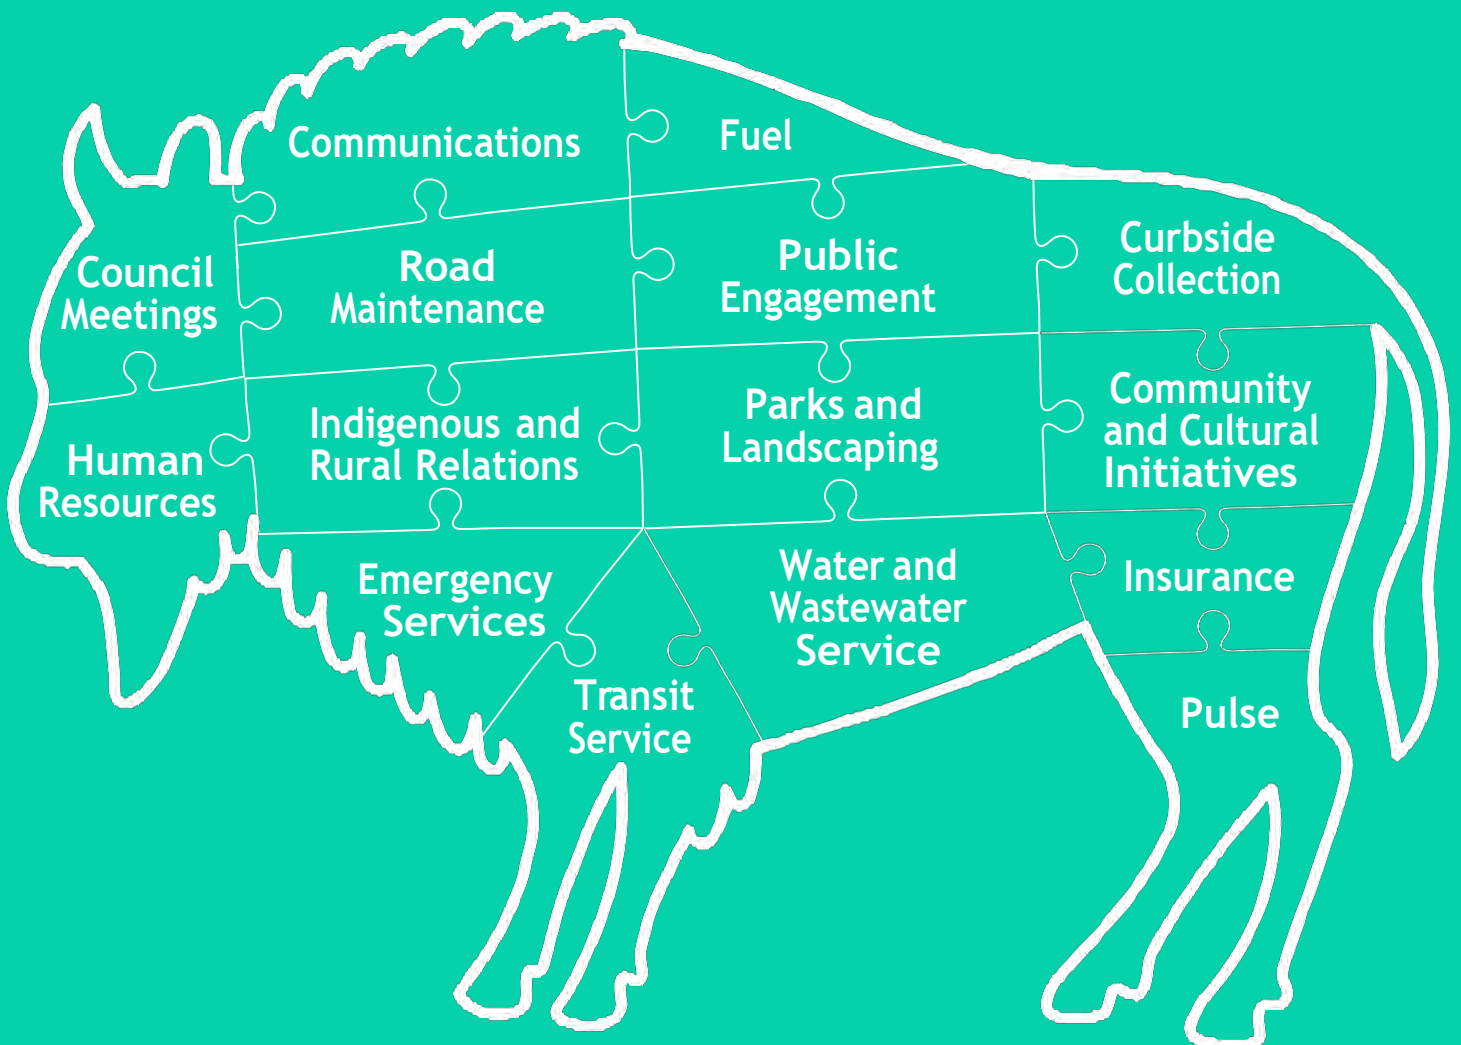 Communications
Fuel
Council
Meetings
Road
Maintenance
Public
Engagement
Curbside
Collection
Human
Resources
Indigenous and
Rural Relations
Parks and
Landscaping
Community
and Cultural
Initiatives
Emergency
Services
Water and
Wastewater
Service
Insurance
Transit
Service
Pulse